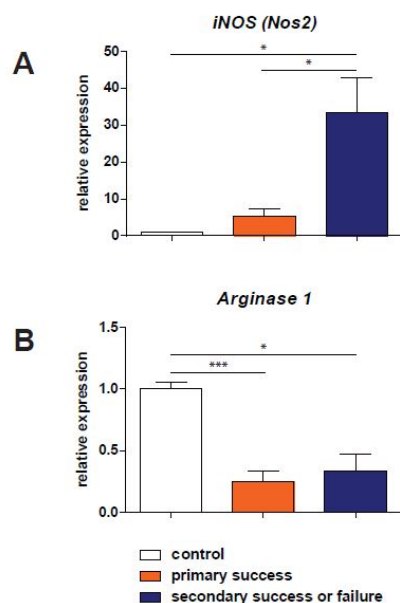 iNOS (Nos2)
A
*
*
relative expression
50
40
30
20
10
0
Arginase 1
B
*
***
relative expression
1.5
1.0
0.5
0.0
control
primary success
secondary success or failure